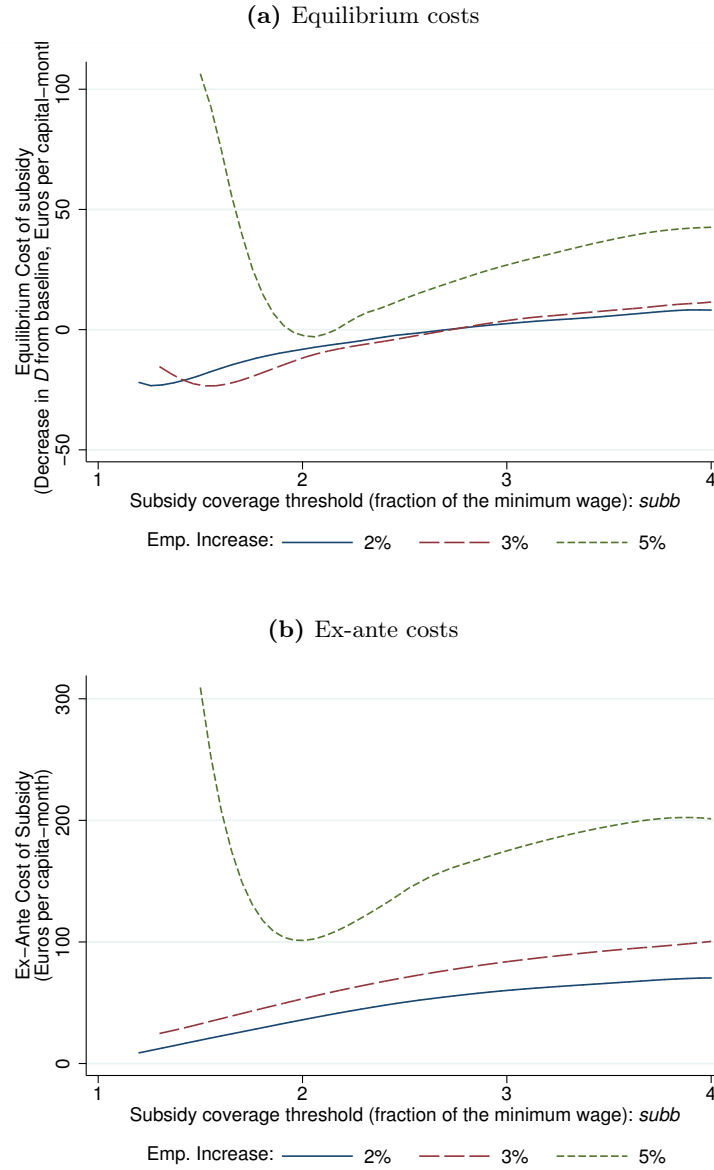 (a) Equilibrium costs
Equilibrium Cost of subsidy
(Decrease in D from baseline, Euros per capital−montl
100
50
0
−50
1 2 3 4
Subsidy coverage threshold (fraction of the minimum wage): subb
Emp. Increase: 2% 3% 5%
(b) Ex-ante costs
Ex−Ante Cost of Subsidy
(Euros per capita−month)
300
200
100
0
1 2 3 4
Subsidy coverage threshold (fraction of the minimum wage): subb
Emp. Increase: 2% 3% 5%